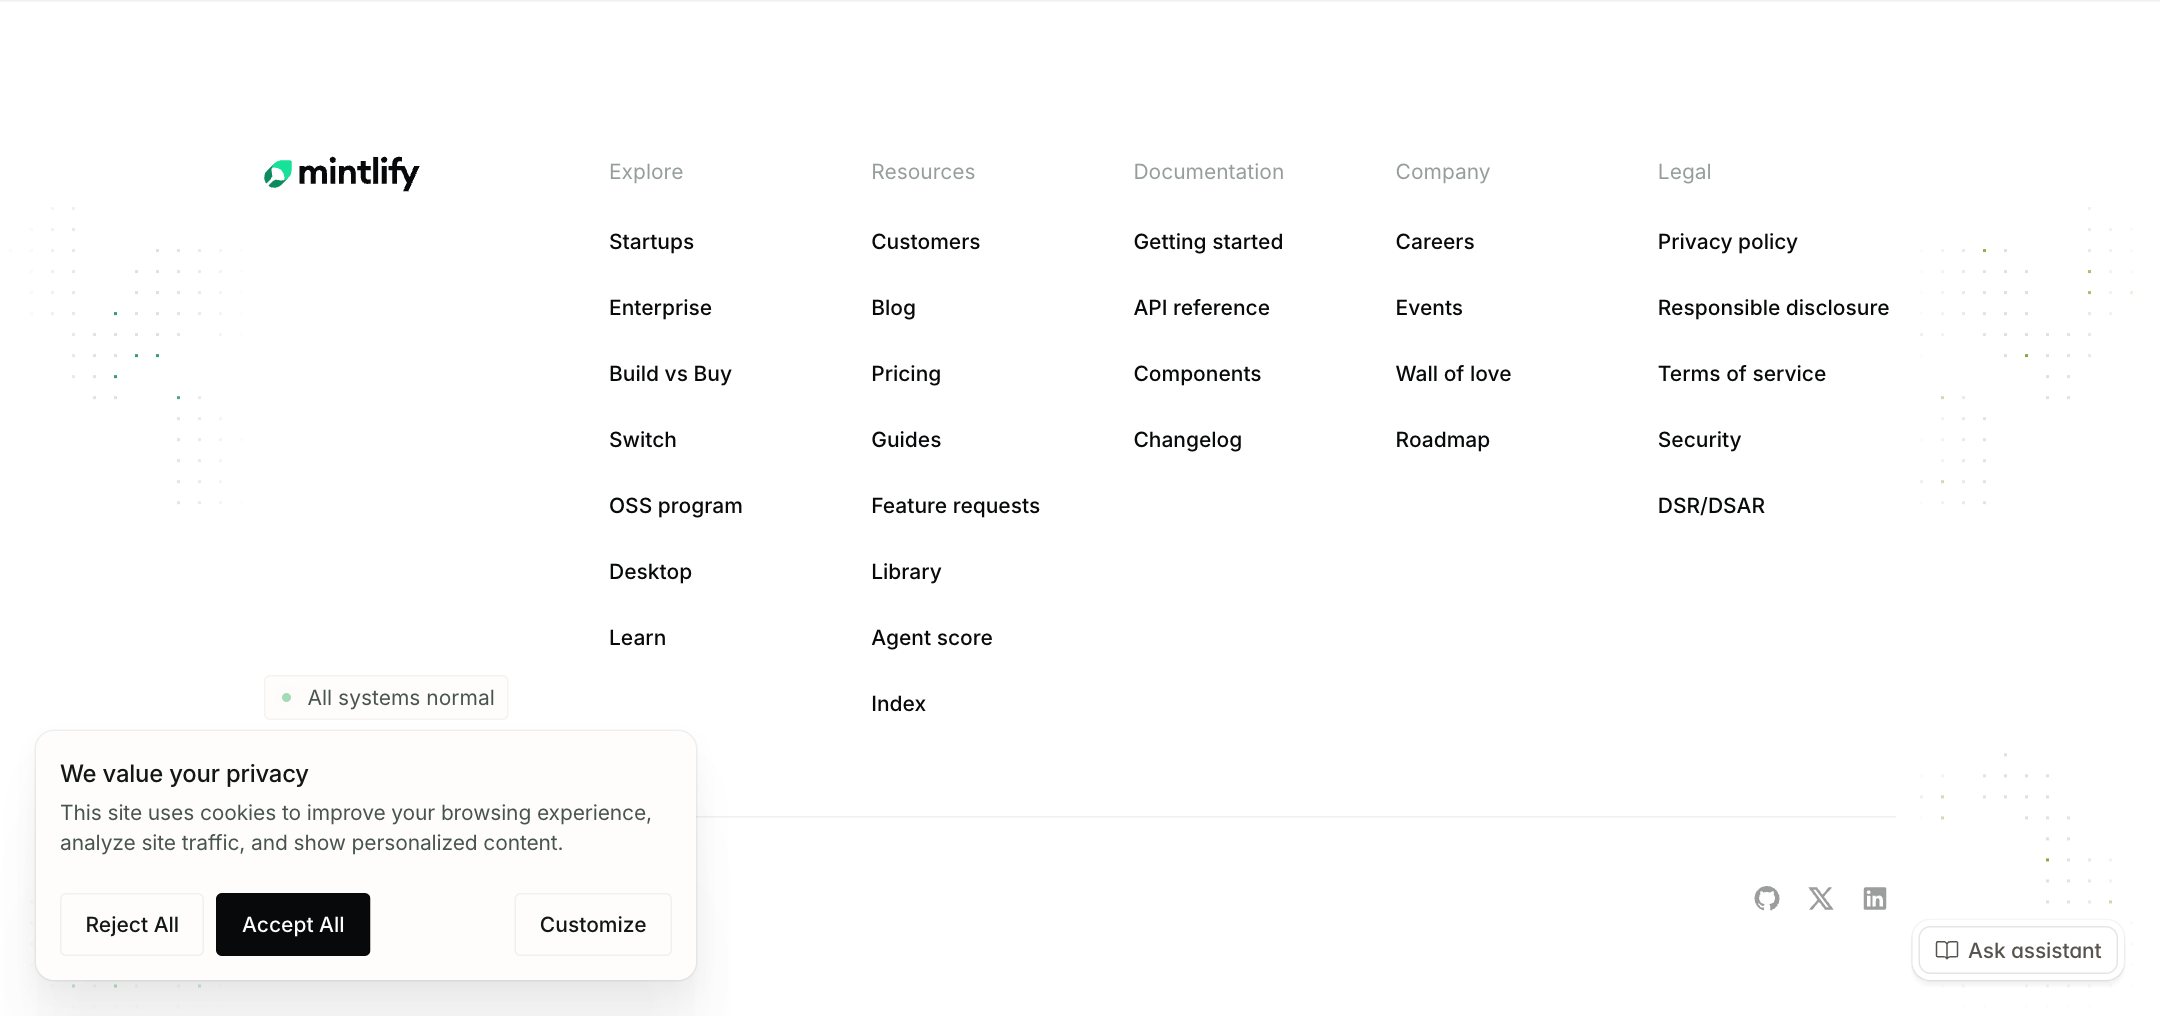 mintlify
Explore
Startups
Enterprise
Build vs Buy
Switch
OSS program
Desktop
Learn
Resources
Customers
Blog
Pricing
Guides
Feature requests
Library
Agent score
Index
Documentation
Getting started
API reference
Components
Changelog
Company
Careers
Events
Wall of love
Roadmap
Legal
Privacy policy
Responsible disclosure
Terms of service
Security
DSR/DSAR
All systems normal
We value your privacy
This site uses cookies to improve your browsing experience,
analyze site traffic, and show personalized content.
Reject All
Accept All
Customize
Ask assistant